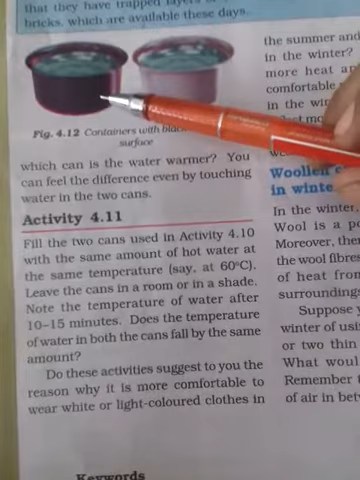 that they have trapped layers of
bricks, which are available these days.
Fig. 4.12 Containers with black
surface
which can is the water warmer? You
can feel the difference even by touching
water in the two cans.
Activity 4.11
Fill the two cans used in Activity 4.10
with the same amount of hot water at
the same temperature (say, at 60°C).
Leave the cans in a room or in a shade.
Note the temperature of water after
10–15 minutes. Does the temperature
of water in both the cans fall by the same
amount?
Do these activities suggest to you the
reason why it is more comfortable to
wear white or light-coloured clothes in
Keywords
the summer and
in the winter?
more heat
comfortable
in the
Woollen
in winte
In the winter,
Wool is a po
Moreover, ther
the wool fibres
of heat from
surroundings
Suppose y
winter of usi
or two thin
What woul
Remember t
of air in bet